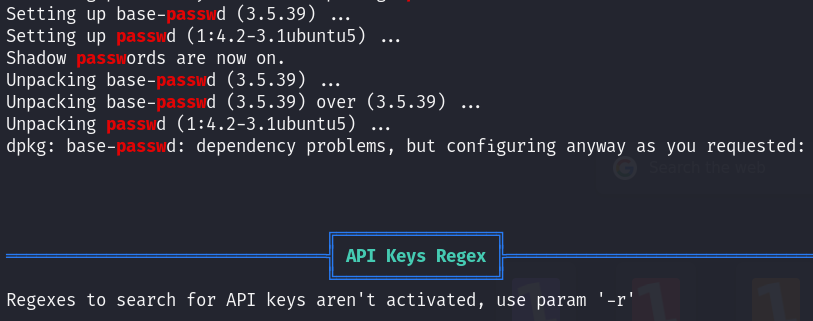 Setting up base-passwd (3.5.39) ...
Setting up passwd (1:4.2-3.1ubuntu5) ...
Shadow passwords are now on.
Unpacking base-passwd (3.5.39) ...
Unpacking base-passwd (3.5.39) over (3.5.39) ...
Unpacking passwd (1:4.2-3.1ubuntu5) ...
dpkg: base-passwd: dependency problems, but configuring anyway as you requested:
Search the web
API Keys Regex
Regexes to search for API keys aren't activated, use param '-r'